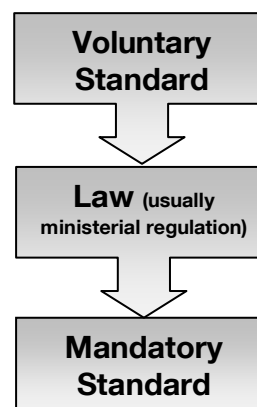 Voluntary
Standard
Law (usually
ministerial regulation)
Mandatory
Standard